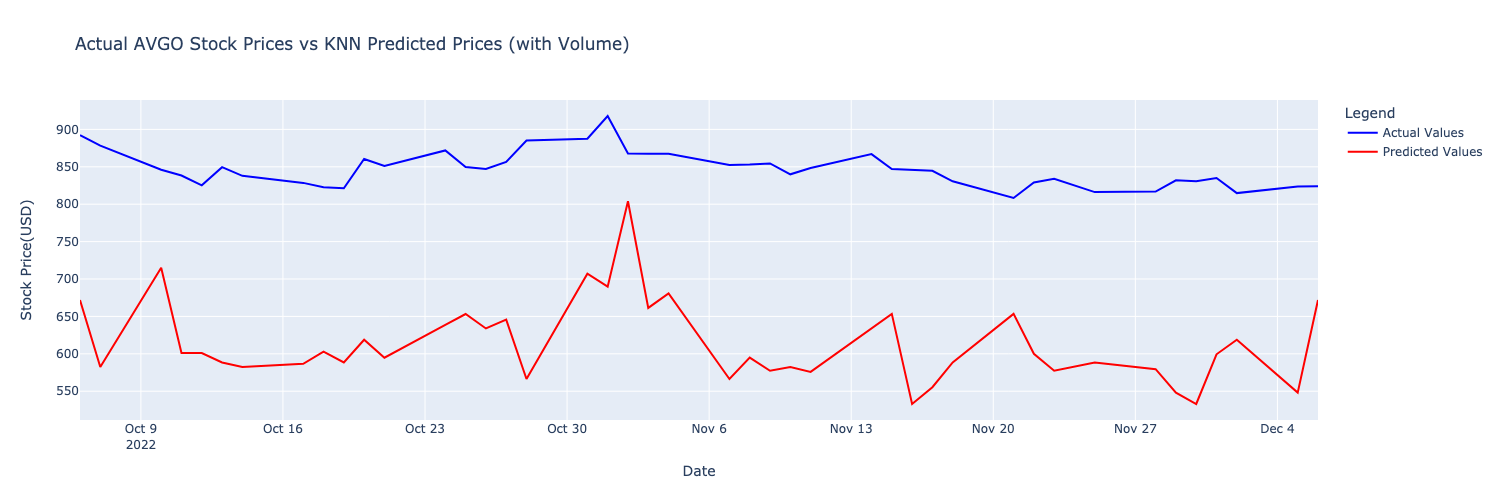 Actual AVGO Stock Prices vs KNN Predicted Prices (with Volume)
Legend
Actual Values
Predicted Values
Stock Price(USD)
900
850
800
750
700
650
600
550
Oct 9
2022
Oct 16
Oct 23
Oct 30
Nov 6
Nov 13
Nov 20
Nov 27
Dec 4
Date